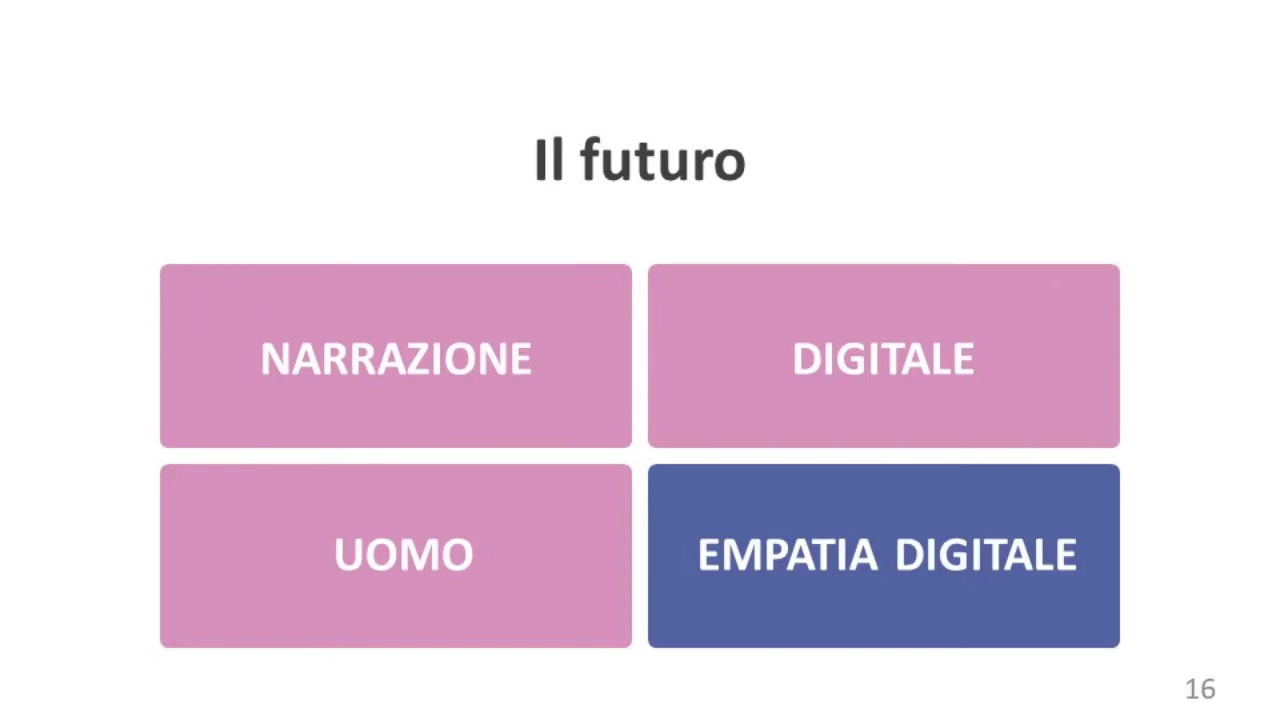 Il futuro
NARRAZIONE
DIGITALE
UOMO
EMPATIA DIGITALE
16